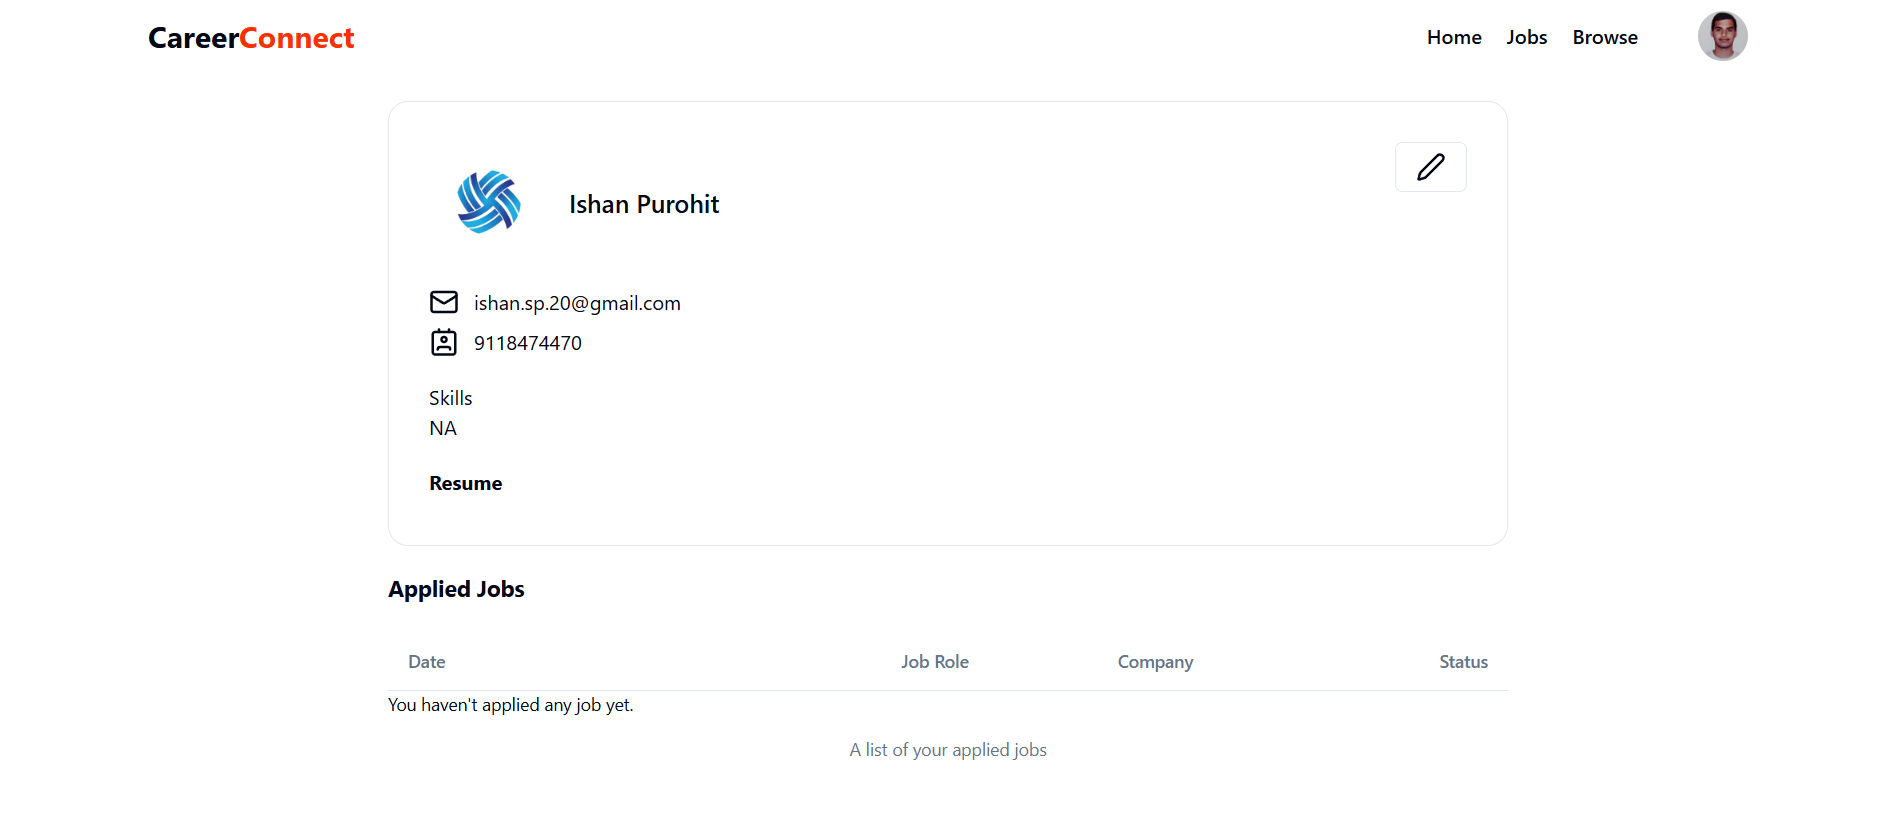 CareerConnect
Home Jobs Browse
Ishan Purohit
ishan.sp.20@gmail.com
9118474470
Skills
NA
Resume
Applied Jobs
Date Job Role Company Status
You haven't applied any job yet.
A list of your applied jobs